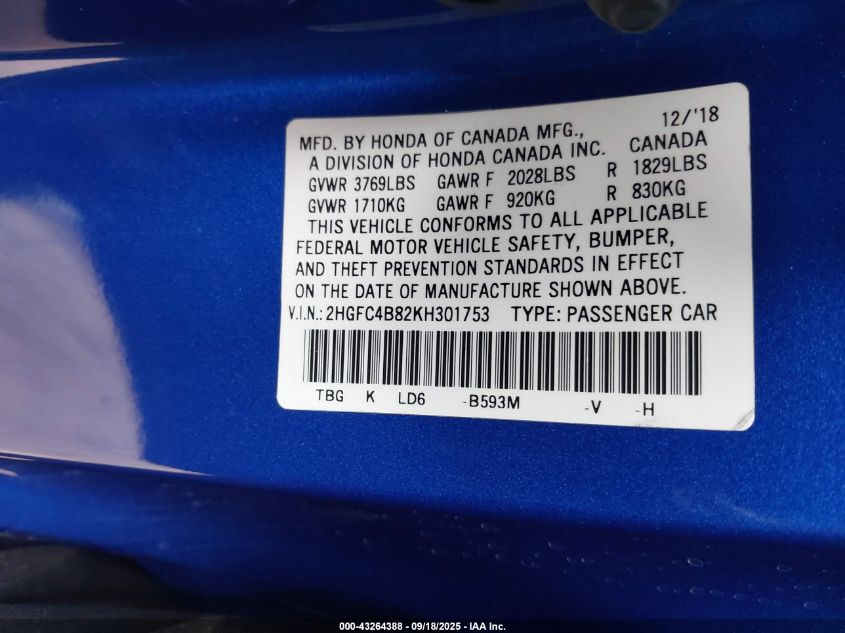 12/'18
MFD. BY HONDA OF CANADA MFG.,
A DIVISION OF HONDA CANADA INC. CANADA
GVWR 3769LBS GAWR F 2028LBS R 1829LBS
GVWR 1710KG GAWR F 920KG R 830KG
THIS VEHICLE CONFORMS TO ALL APPLICABLE
FEDERAL MOTOR VEHICLE SAFETY, BUMPER,
AND THEFT PREVENTION STANDARDS IN EFFECT
ON THE DATE OF MANUFACTURE SHOWN ABOVE.
V.I.N.: 2HGFC4B82KH301753 TYPE: PASSENGER CAR
TBG K LD6 -B593M -V -H
000-43264388 - 09/18/2025 - IAA Inc.